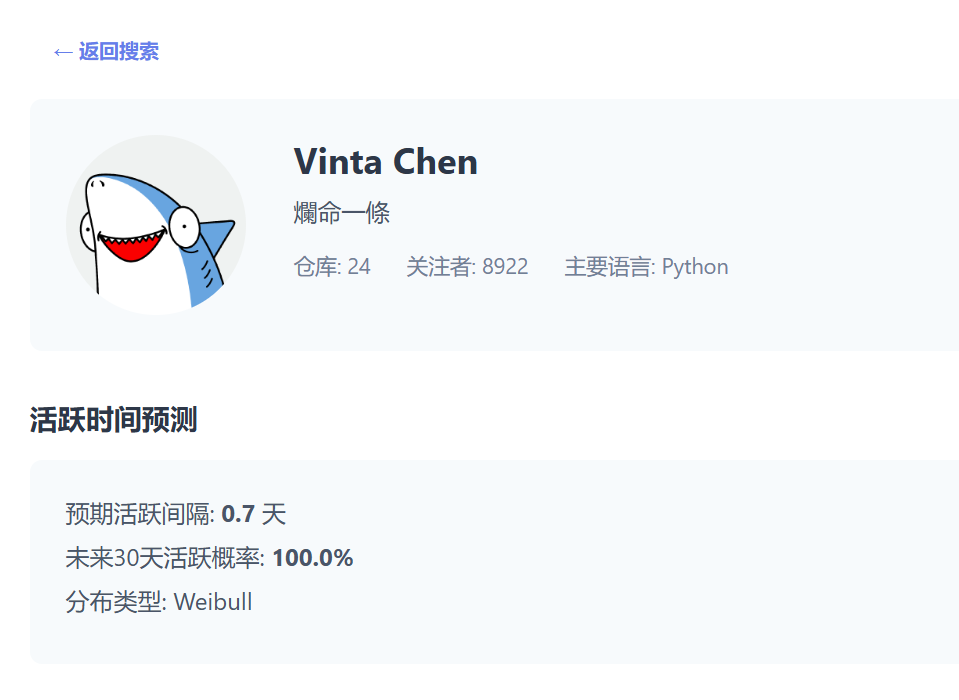 ← 返回搜索
Vinta Chen
爛命一條
仓库: 24 关注者: 8922 主要语言: Python
活跃时间预测
预期活跃间隔: 0.7 天
未来30天活跃概率: 100.0%
分布类型: Weibull